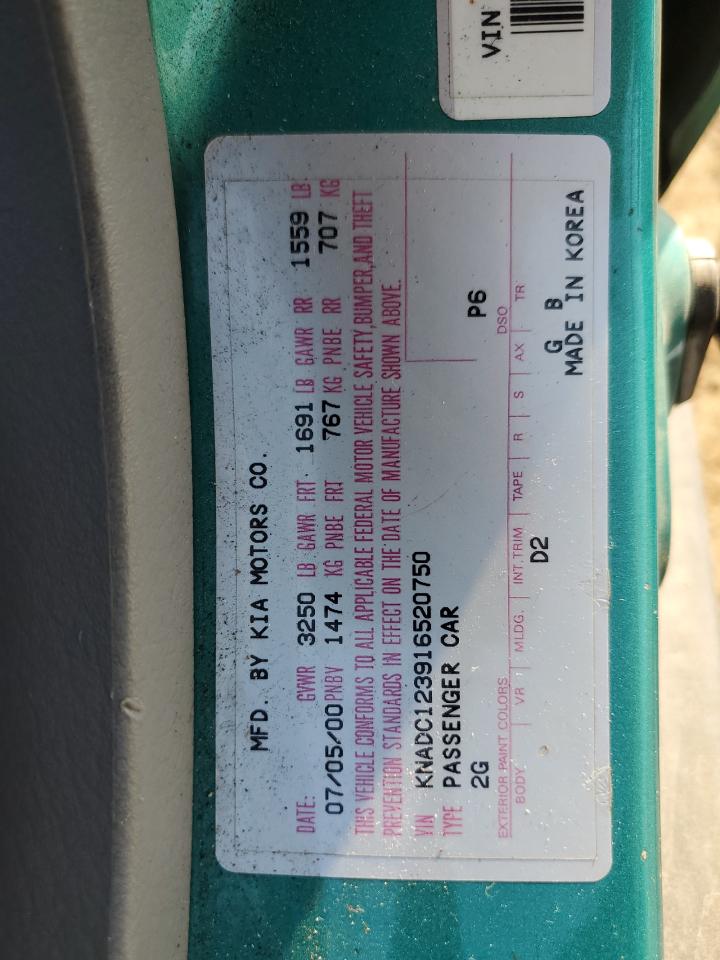 MFD. BY KIA MOTORS CO.
DATE: GVWR 3250 LB GAWR FRT 1691 LB GAWR RR 1559 LB
07/05/00 PNBV 1474 KG PNBE FRT 767 KG PNBE RR 707 KG
THIS VEHICLE CONFORMS TO ALL APPLICABLE FEDERAL MOTOR VEHICLE SAFETY,BUMPER,AND THEFT
PREVENTION STANDARDS IN EFFECT ON THE DATE OF MANUFACTURE SHOWN ABOVE.
VIN KNADC123916520750
TYPE PASSENGER CAR
2G P6
EXTERIOR PAINT COLORS DSO
BODY VR MLDG. INT.TRIM TAPE R S AX TR
D2 G B
MADE IN KOREA
VIN